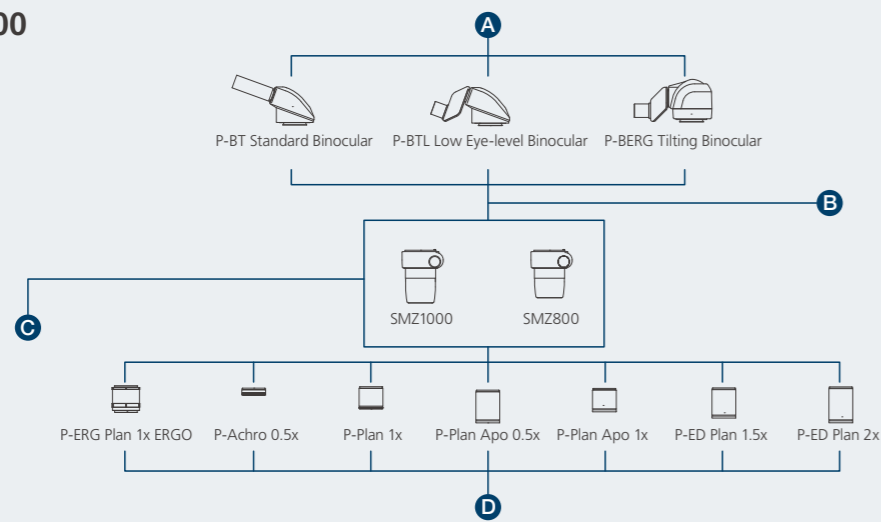 00
A
P-BT Standard Binocular
P-BTL Low Eye-level Binocular
P-BERG Tilting Binocular
B
SMZ1000
SMZ800
C
P-ERG Plan 1x ERGO
P-Achro 0.5x
P-Plan 1x
P-Plan Apo 0.5x
P-Plan Apo 1x
P-ED Plan 1.5x
P-ED Plan 2x
D